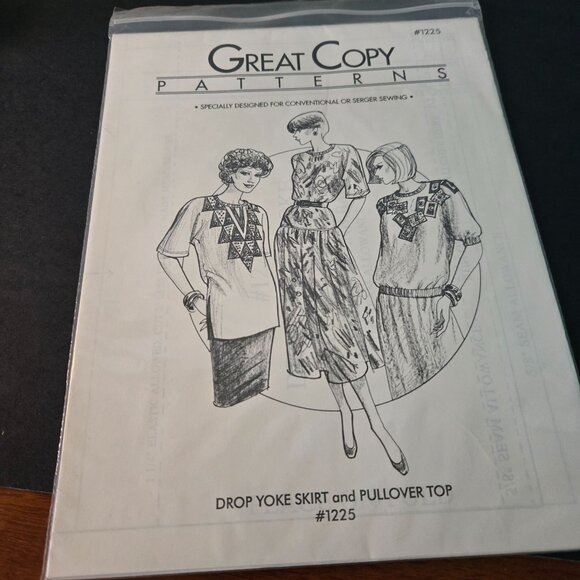 #1225
GREAT COPY
PATTERNS
• SPECIALLY DESIGNED FOR CONVENTIONAL OR SERGER SEWING •
DROP YOKE SKIRT and PULLOVER TOP
#1225